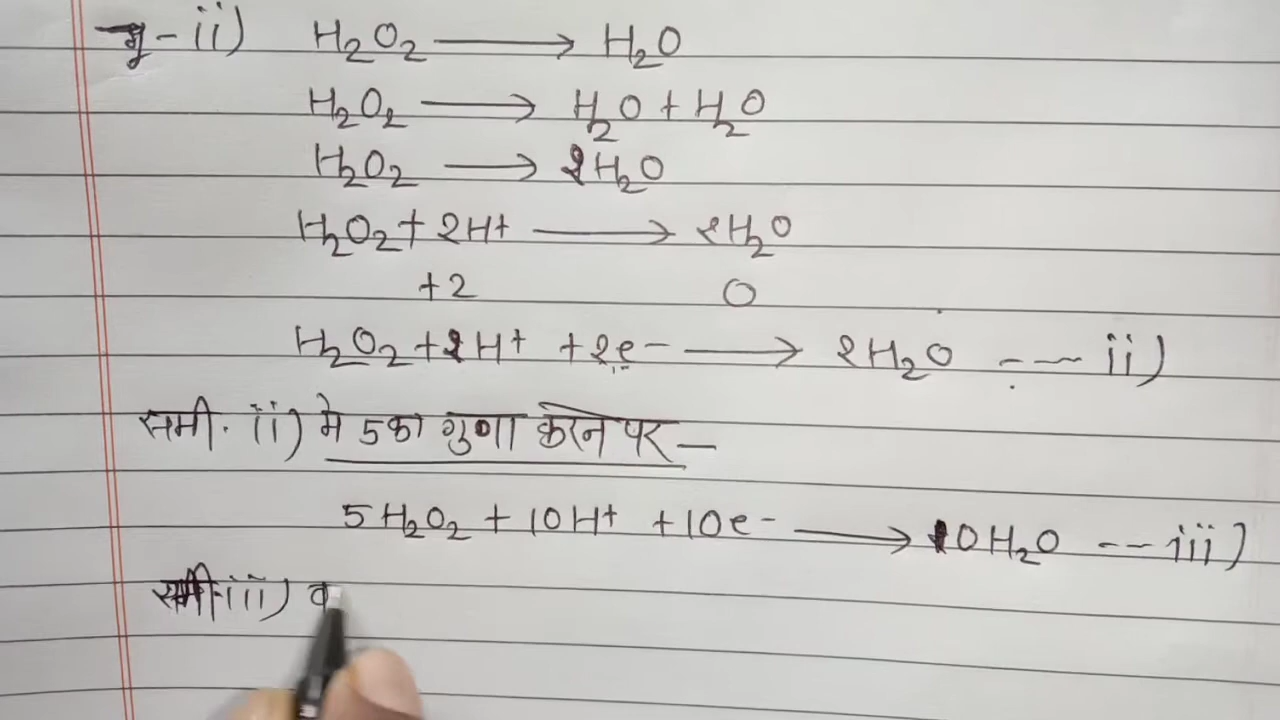 - ii) H₂O₂ ⟶ H₂O
H₂O₂ ⟶ H₂O + H₂O
H₂O₂ ⟶ 2H₂O
H₂O₂ + 2H⁺ ⟶ 2H₂O
+2 0
H₂O₂ + 2H⁺ + 2e⁻ ⟶ 2H₂O --- ii)
समी. ii) मे 5 का गुणा करने पर —
5H₂O₂ + 10H⁺ + 10e⁻ ⟶ 10H₂O --- iii)
समी. iii) व